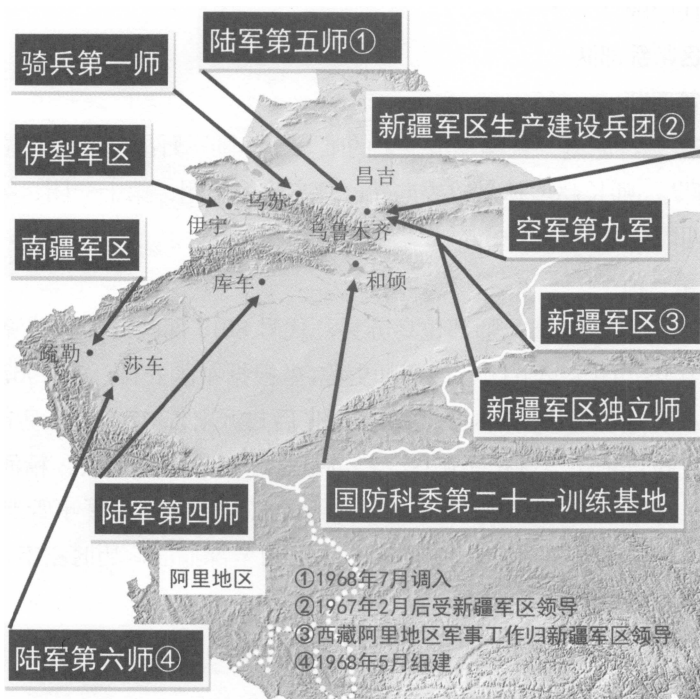 陆军第五师①
骑兵第一师
新疆军区生产建设兵团②
伊犁军区
昌吉
乌苏
伊宁
乌鲁木齐
空军第九军
南疆军区
库车
和硕
新疆军区③
疏勒
莎车
新疆军区独立师
陆军第四师
国防科委第二十一训练基地
阿里地区
①1968年7月调入
②1967年2月后受新疆军区领导
③西藏阿里地区军事工作归新疆军区领导
④1968年5月组建
陆军第六师④